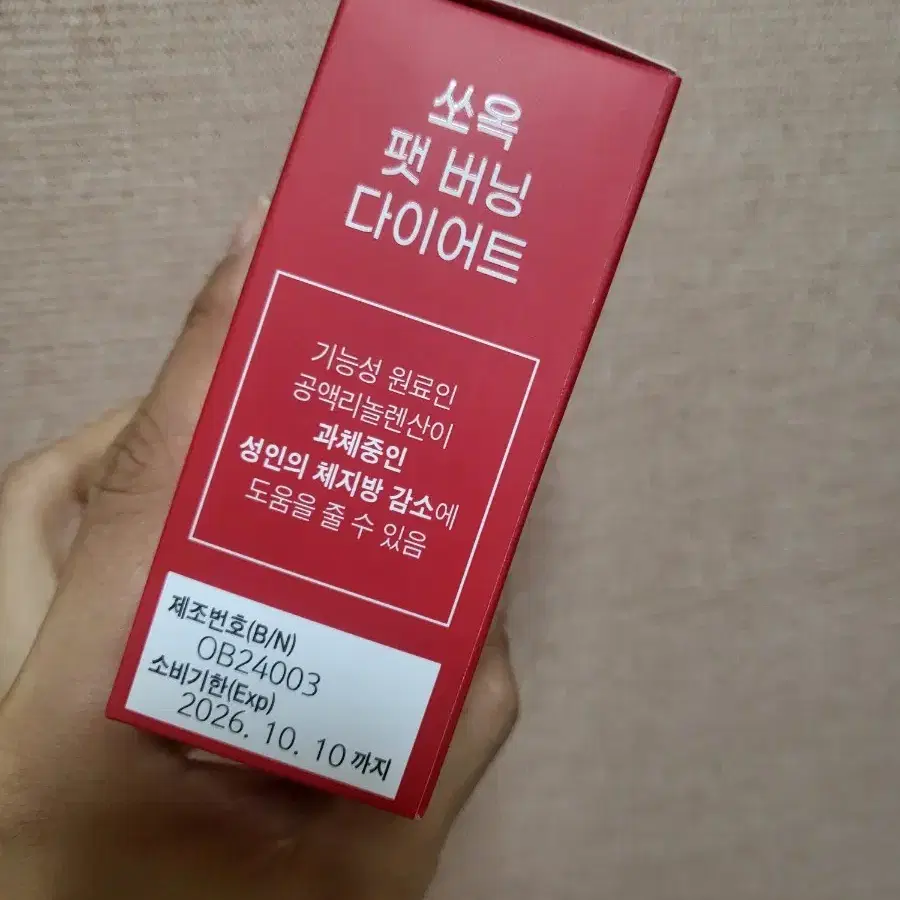 쏘옥
팻 버닝
다이어트
기능성 원료인
공액리놀렌산이
과체중인
성인의 체지방 감소에
도움을 줄 수 있음
제조번호(B/N)
OB24003
소비기한(Exp)
2026. 10. 10 까지